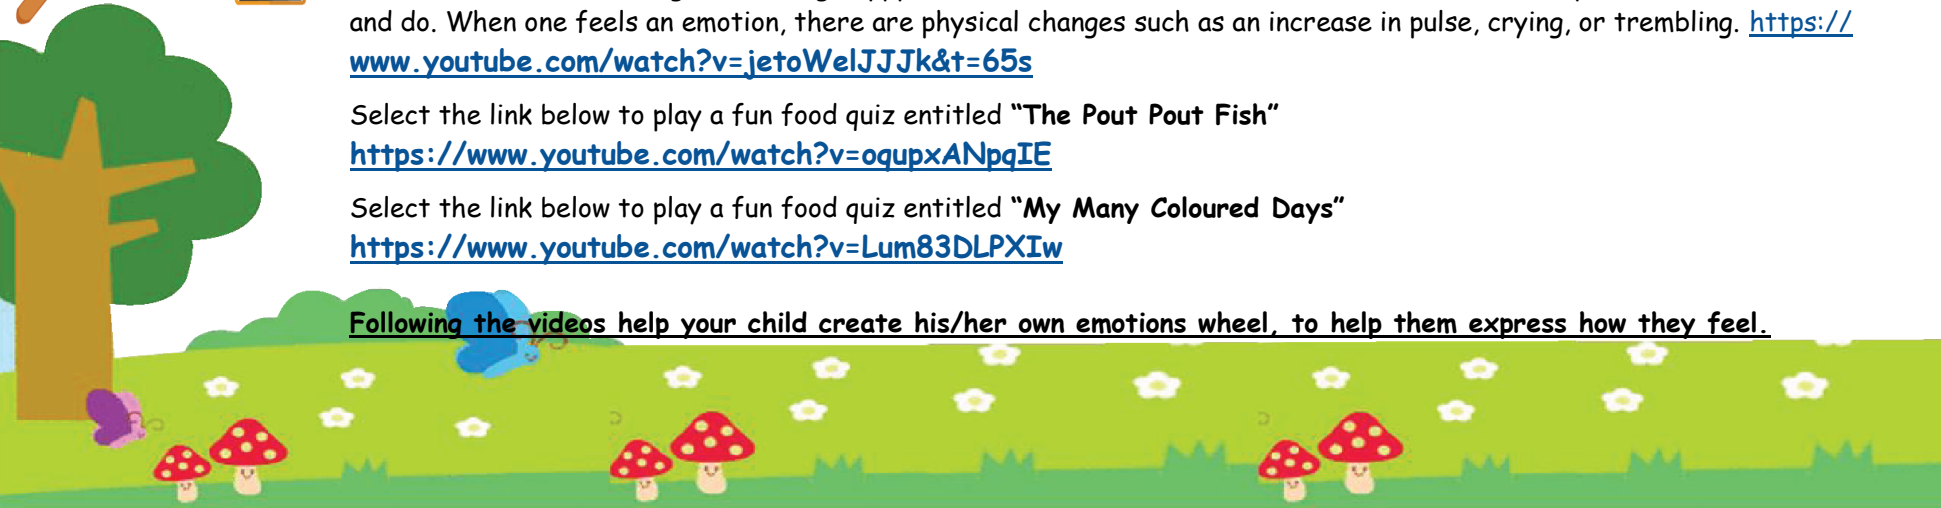 and do. When one feels an emotion, there are physical changes such as an increase in pulse, crying, or trembling. https://
www.youtube.com/watch?v=jetoWelJJJk&t=65s
Select the link below to play a fun food quiz entitled “The Pout Pout Fish”
https://www.youtube.com/watch?v=oqupxANpqIE
Select the link below to play a fun food quiz entitled “My Many Coloured Days”
https://www.youtube.com/watch?v=Lum83DLPXIw
Following the videos help your child create his/her own emotions wheel, to help them express how they feel.